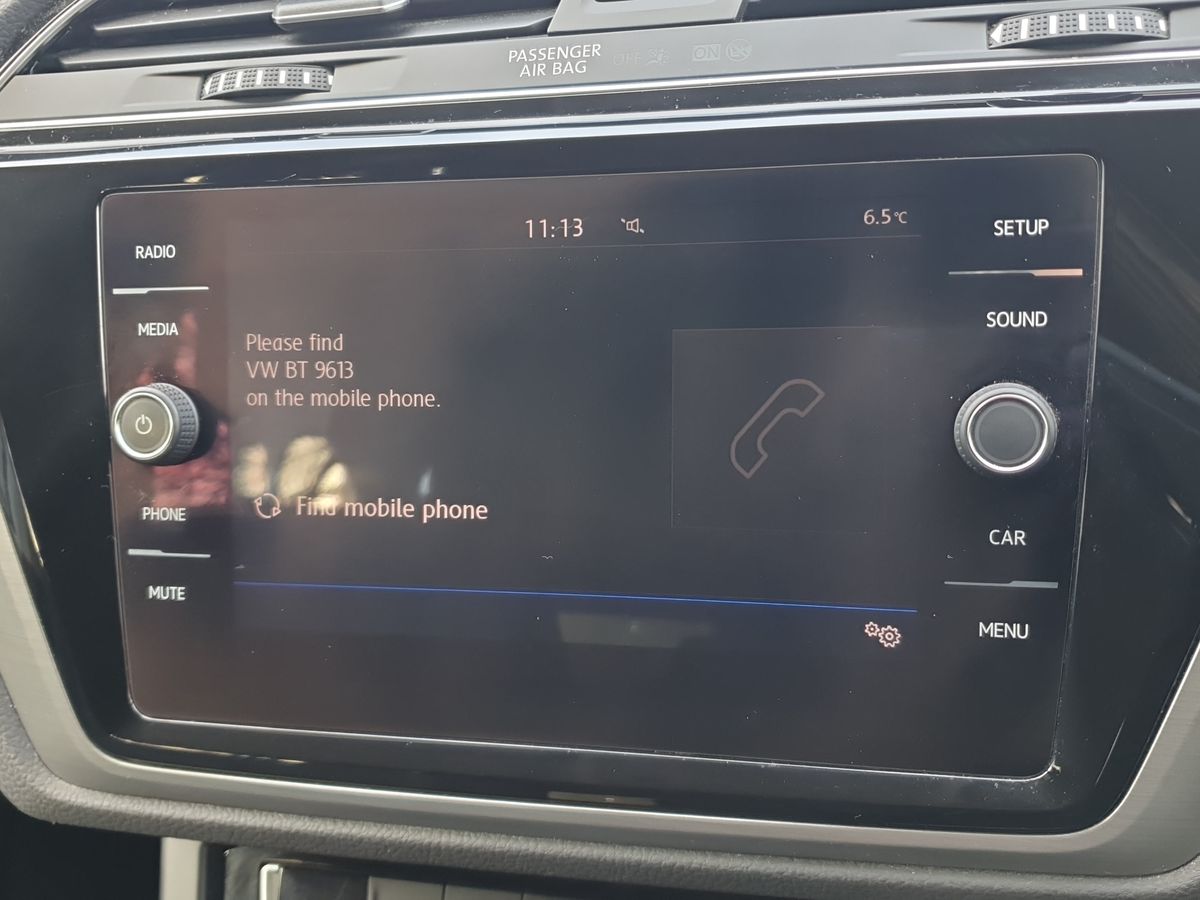 PASSENGER
AIR BAG OFF ON
11:13 6.5°C
RADIO
SETUP
MEDIA
SOUND
Please find
VW BT 9613
on the mobile phone.
Find mobile phone
PHONE
CAR
MUTE
MENU